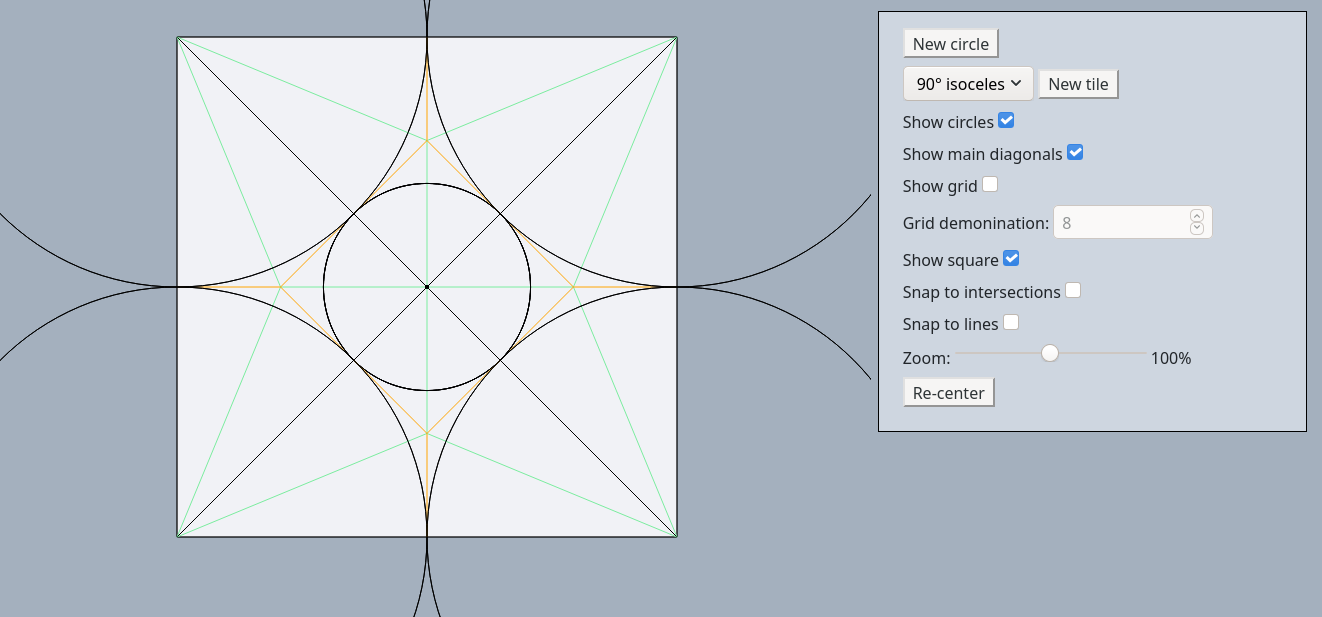 New circle
90° isoceles New tile
Show circles
Show main diagonals
Show grid
Grid demonination: 8
Show square
Snap to intersections
Snap to lines
Zoom: 100%
Re-center